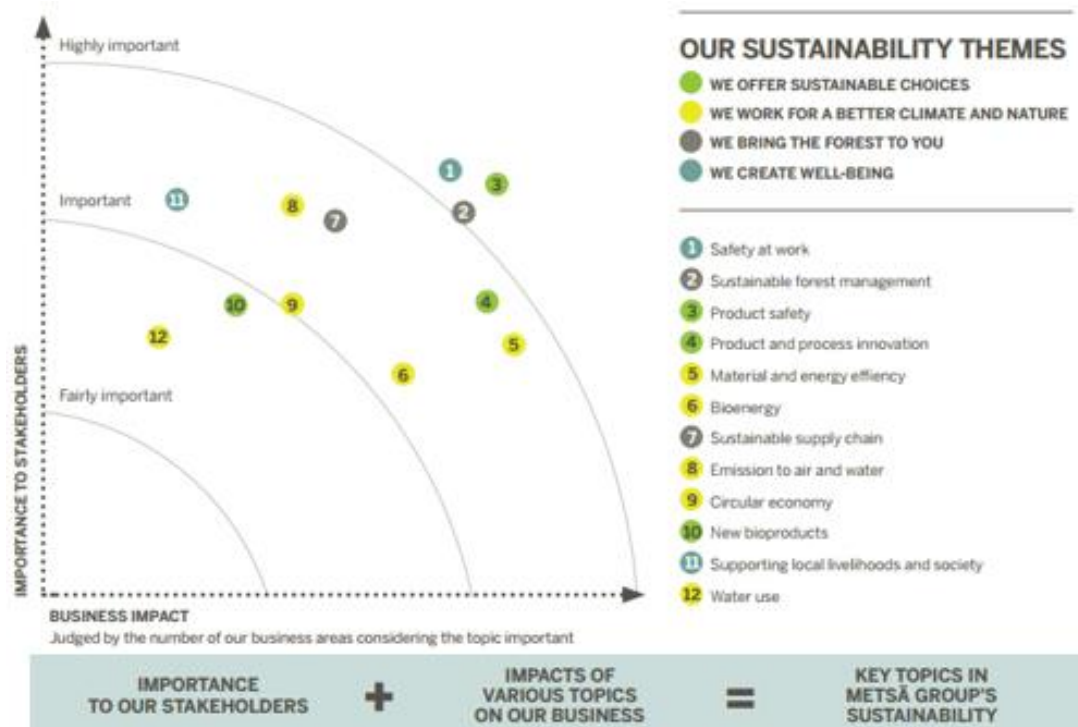 Highly important
Important
Fairly important
IMPORTANCE TO STAKEHOLDERS
1
3
2
11
8
7
10
9
4
12
5
6
BUSINESS IMPACT
Judged by the number of our business areas considering the topic important
OUR SUSTAINABILITY THEMES
WE OFFER SUSTAINABLE CHOICES
WE WORK FOR A BETTER CLIMATE AND NATURE
WE BRING THE FOREST TO YOU
WE CREATE WELL-BEING
1 Safety at work
2 Sustainable forest management
3 Product safety
4 Product and process innovation
5 Material and energy effiency
6 Bioenergy
7 Sustainable supply chain
8 Emission to air and water
9 Circular economy
10 New bioproducts
11 Supporting local livelihoods and society
12 Water use
IMPORTANCE
TO OUR STAKEHOLDERS
+
IMPACTS OF
VARIOUS TOPICS
ON OUR BUSINESS
=
KEY TOPICS IN
METSÄ GROUP'S
SUSTAINABILITY